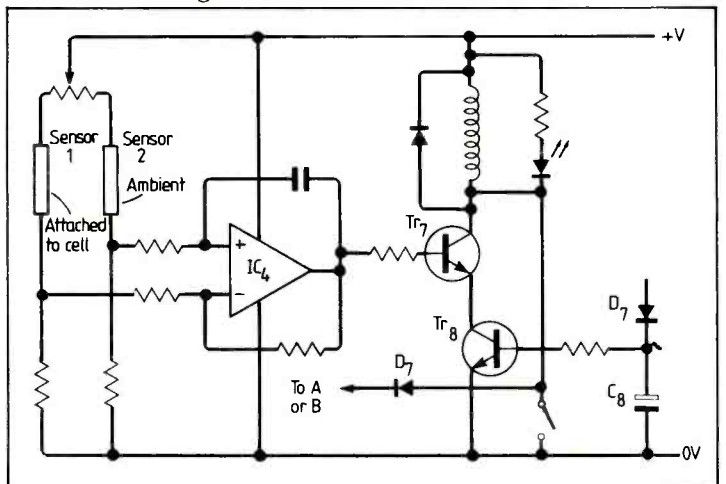 +V
Sensor
1
Sensor
2
Ambient
Attached
to cell
+
IC4
−
Tr7
Tr8
D7
D7
To A
or B
C8
0V